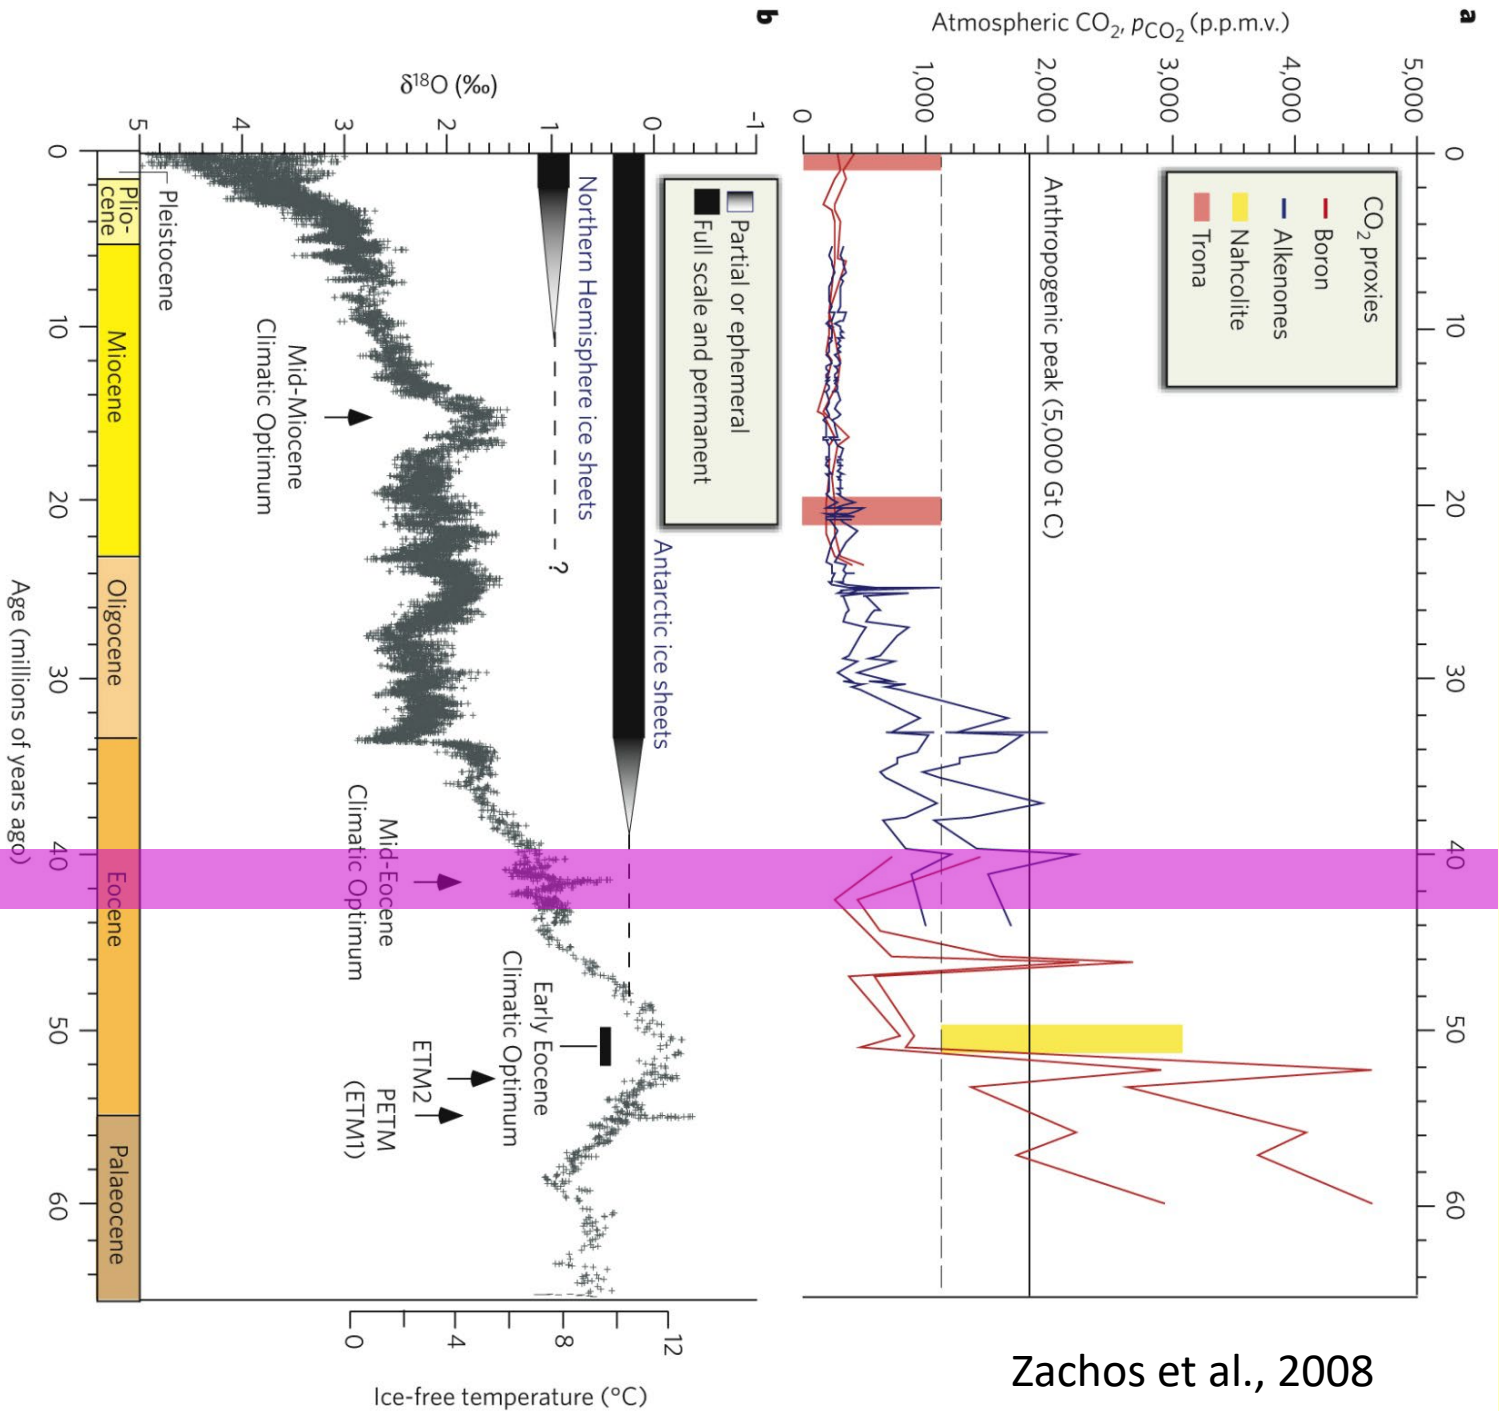 a
Atmospheric CO₂, pCO₂ (p.p.m.v.)
5,000
4,000
3,000
2,000
1,000
0
0
10
20
30
40
50
60
CO₂ proxies
Boron
Alkenones
Nahcolite
Trona
Anthropogenic peak (5,000 Gt C)
b
δ¹⁸O (‰)
-1
0
1
2
3
4
5
Partial or ephemeral
Full scale and permanent
Antarctic ice sheets
Northern Hemisphere ice sheets
?
Mid-Miocene
Climatic Optimum
Mid-Eocene
Climatic Optimum
Early Eocene
Climatic Optimum
ETM2
PETM
(ETM1)
Pleistocene
Plio-
cene
Miocene
Oligocene
Eocene
Palaeocene
0
10
20
30
40
50
60
Age (millions of years ago)
12
8
4
0
Ice-free temperature (°C)
Zachos et al., 2008